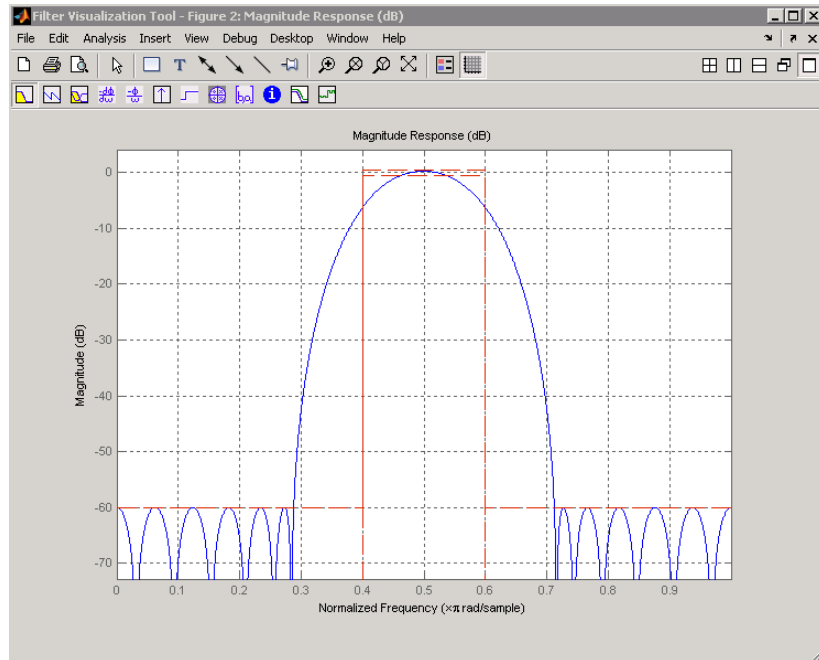 Filter Visualization Tool - Figure 2: Magnitude Response (dB)
File Edit Analysis Insert View Debug Desktop Window Help
Magnitude Response (dB)
0
-10
-20
-30
-40
-50
-60
-70
Magnitude (dB)
0 0.1 0.2 0.3 0.4 0.5 0.6 0.7 0.8 0.9
Normalized Frequency (×π rad/sample)